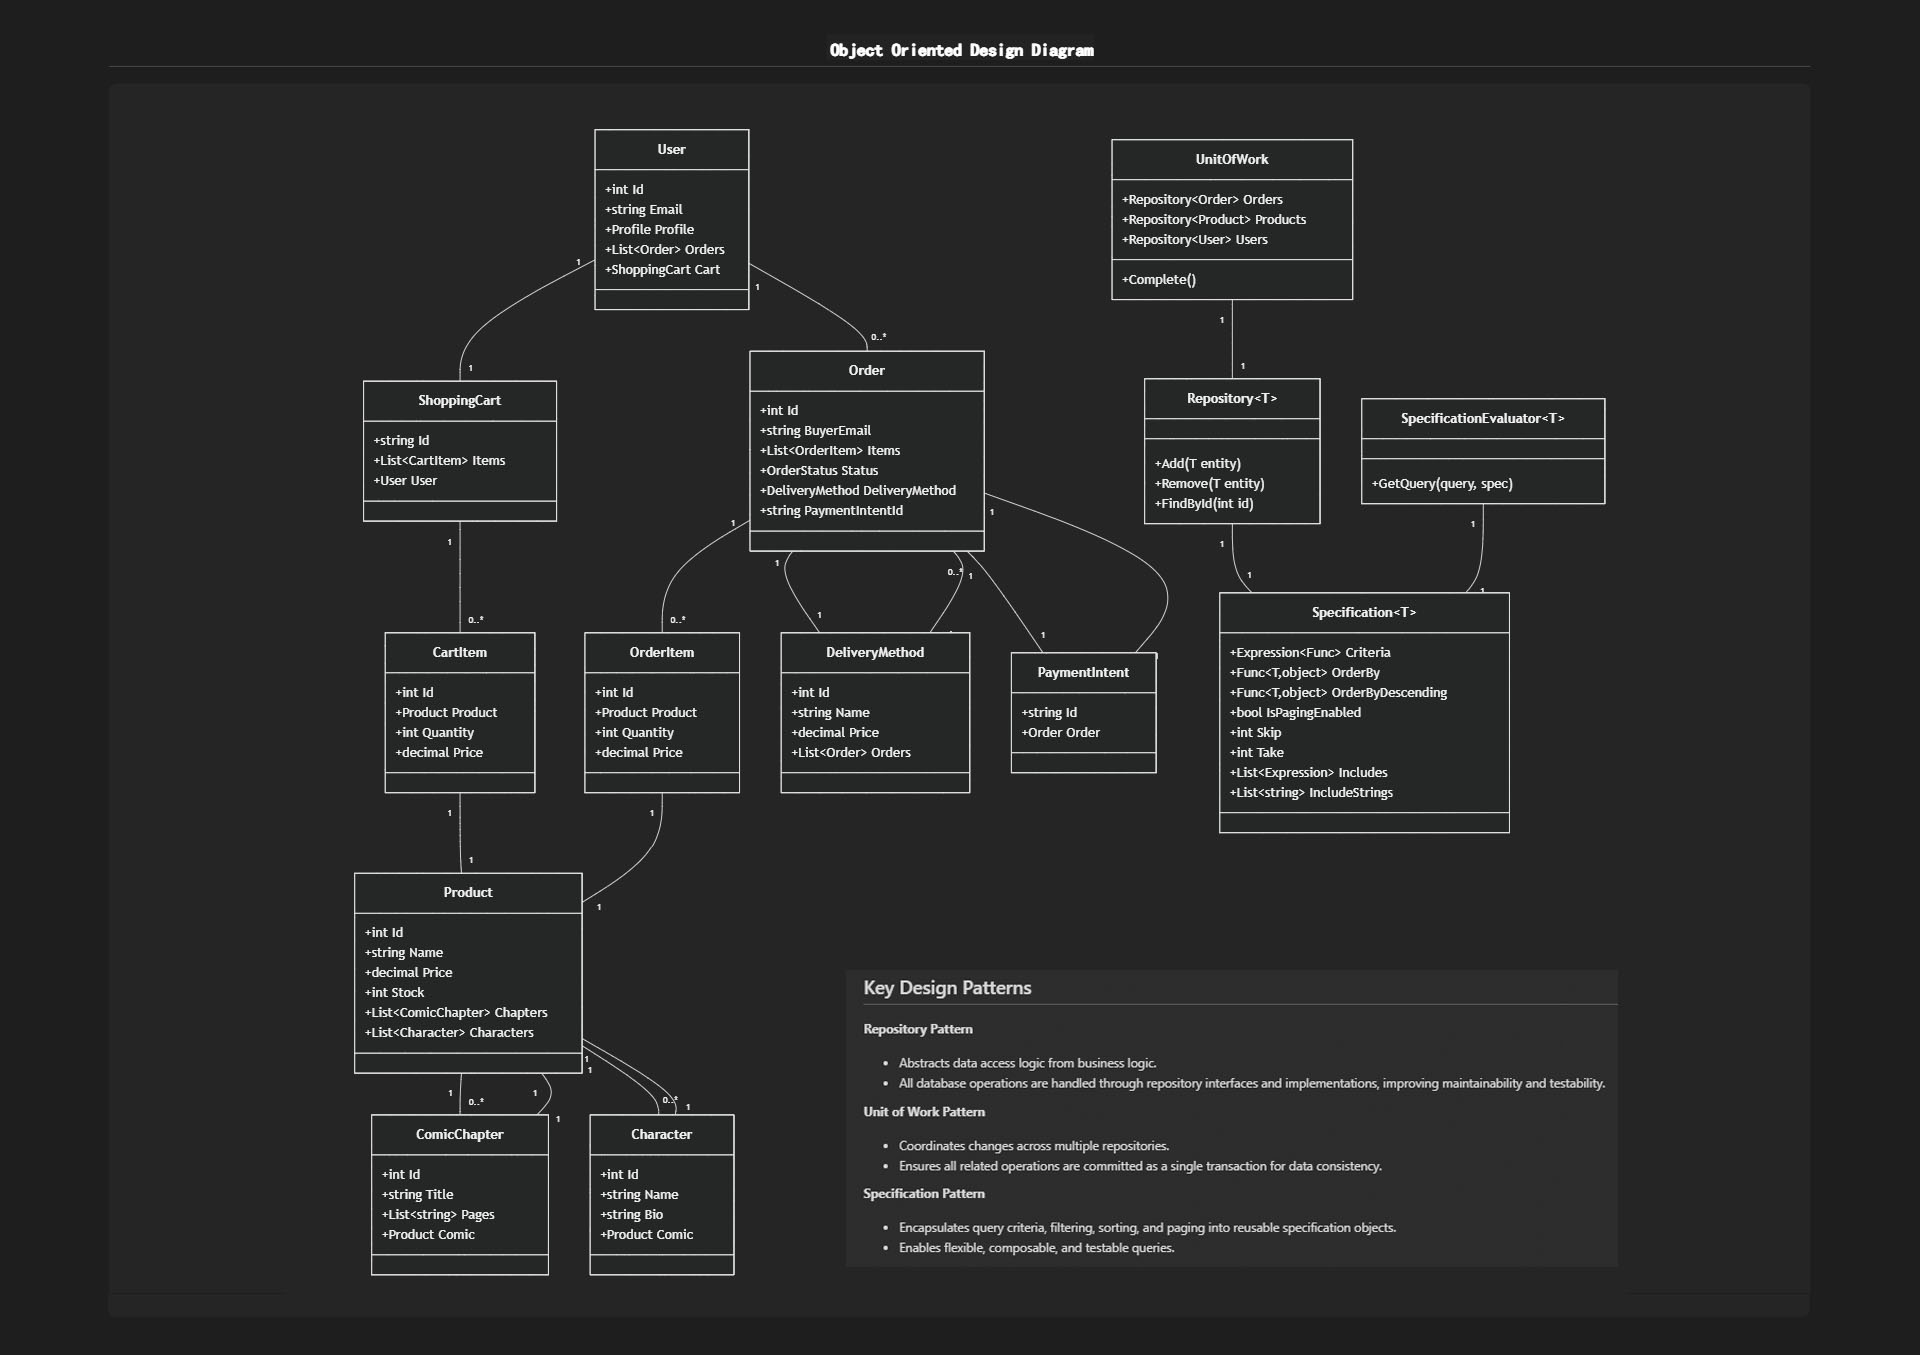 Object Oriented Design Diagram
User
+int Id
+string Email
+Profile Profile
+List<Order> Orders
+ShoppingCart Cart
1
1
1
0..*
UnitOfWork
+Repository<Order> Orders
+Repository<Product> Products
+Repository<User> Users
+Complete()
1
1
ShoppingCart
+string Id
+List<CartItem> Items
+User User
1
0..*
Order
+int Id
+string BuyerEmail
+List<OrderItem> Items
+OrderStatus Status
+DeliveryMethod DeliveryMethod
+string PaymentIntentId
1
1
1
0..*
1
0..*
1
1
Repository<T>
+Add(T entity)
+Remove(T entity)
+FindById(int id)
1
1
SpecificationEvaluator<T>
+GetQuery(query, spec)
1
1
CartItem
+int Id
+Product Product
+int Quantity
+decimal Price
1
1
OrderItem
+int Id
+Product Product
+int Quantity
+decimal Price
1
1
DeliveryMethod
+int Id
+string Name
+decimal Price
+List<Order> Orders
PaymentIntent
+string Id
+Order Order
Specification<T>
+Expression<Func> Criteria
+Func<T,object> OrderBy
+Func<T,object> OrderByDescending
+bool IsPagingEnabled
+int Skip
+int Take
+List<Expression> Includes
+List<string> IncludeStrings
Product
+int Id
+string Name
+decimal Price
+int Stock
+List<ComicChapter> Chapters
+List<Character> Characters
1
1
1
0..*
1
1
0..*
1
ComicChapter
+int Id
+string Title
+List<string> Pages
+Product Comic
Character
+int Id
+string Name
+string Bio
+Product Comic
Key Design Patterns
Repository Pattern
• Abstracts data access logic from business logic.
• All database operations are handled through repository interfaces and implementations, improving maintainability and testability.
Unit of Work Pattern
• Coordinates changes across multiple repositories.
• Ensures all related operations are committed as a single transaction for data consistency.
Specification Pattern
• Encapsulates query criteria, filtering, sorting, and paging into reusable specification objects.
• Enables flexible, composable, and testable queries.